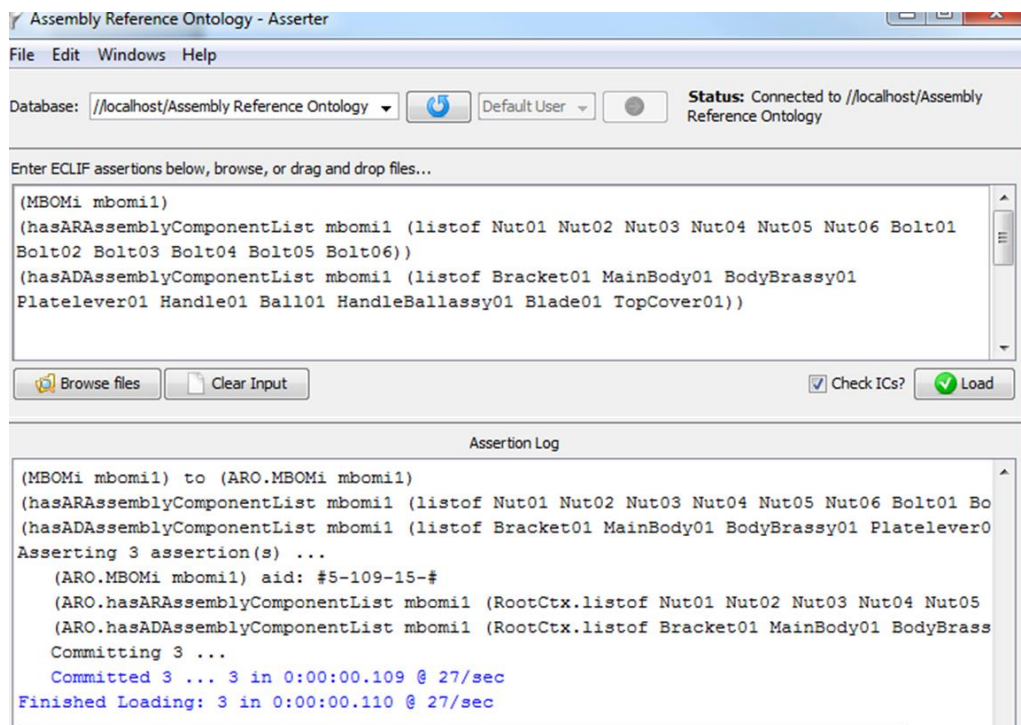 Assembly Reference Ontology - Asserter
File Edit Windows Help
Database: //localhost/Assembly Reference Ontology Default User Status: Connected to //localhost/Assembly
Reference Ontology
Enter ECLIF assertions below, browse, or drag and drop files...
(MBOMi mbomi1)
(hasARAssemblyComponentList mbomi1 (listof Nut01 Nut02 Nut03 Nut04 Nut05 Nut06 Bolt01
Bolt02 Bolt03 Bolt04 Bolt05 Bolt06))
(hasADAssemblyComponentList mbomi1 (listof Bracket01 MainBody01 BodyBrassy01
Platelever01 Handle01 Ball01 HandleBallassy01 Blade01 TopCover01))
Browse files Clear Input Check ICs? Load
Assertion Log
(MBOMi mbomi1) to (ARO.MBOMi mbomi1)
(hasARAssemblyComponentList mbomi1 (listof Nut01 Nut02 Nut03 Nut04 Nut05 Nut06 Bolt01 Bo
(hasADAssemblyComponentList mbomi1 (listof Bracket01 MainBody01 BodyBrassy01 Platelever0
Asserting 3 assertion(s) ...
(ARO.MBOMi mbomi1) aid: #5-109-15-#
(ARO.hasARAssemblyComponentList mbomi1 (RootCtx.listof Nut01 Nut02 Nut03 Nut04 Nut05
(ARO.hasADAssemblyComponentList mbomi1 (RootCtx.listof Bracket01 MainBody01 BodyBrass
Committing 3 ...
Committed 3 ... 3 in 0:00:00.109 @ 27/sec
Finished Loading: 3 in 0:00:00.110 @ 27/sec